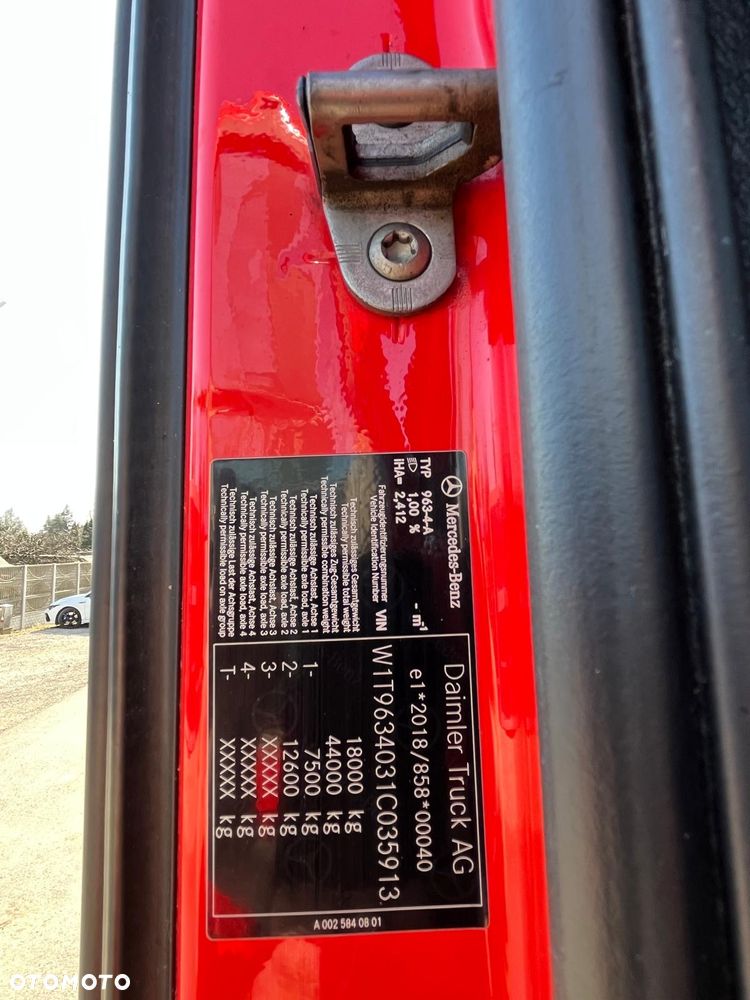 Mercedes-Benz
TYP 963-4-A - m⁻¹
1,00 %
iHA= 2,412
Daimler Truck AG
e1*2018/858*00040
Fahrzeugidentifizierungsnummer
Vehicle Identification Number
VIN W1T9634031C035913
Technisch zulässiges Gesamtgewicht
Technically permissible total weight
18000 kg
Technisch zulässiges Zug-Gesamtgewicht
Technically permissible combination weight
44000 kg
Technisch zulässige Achslast, Achse 1
Technically permissible axle load, axle 1
1- 7500 kg
Technisch zulässige Achslast, Achse 2
Technically permissible axle load, axle 2
2- 12600 kg
Technisch zulässige Achslast, Achse 3
Technically permissible axle load, axle 3
3- XXXXX kg
Technisch zulässige Achslast, Achse 4
Technically permissible axle load, axle 4
4- XXXXX kg
Technisch zulässige Last der Achsgruppe
Technically permissible load on axle group
T- XXXXX kg
A 002 584 08 01
OTOMOTO